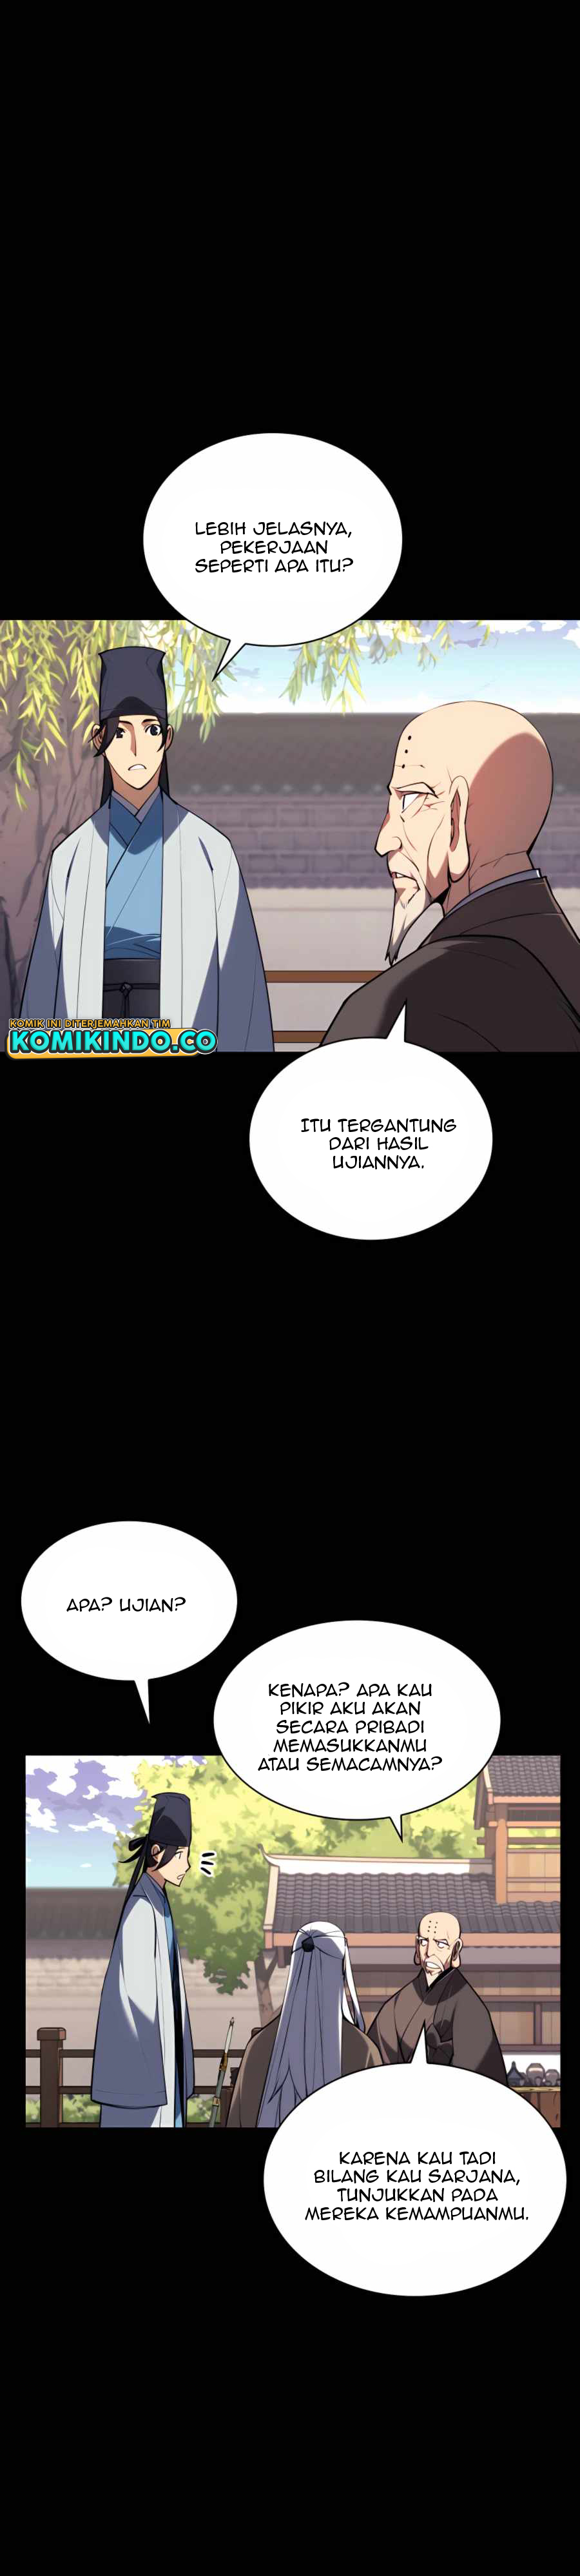 LEBIH JELASNYA,
PEKERJAAN
SEPERTI APA ITU?
KOMIK INI DITERJEMAHKAN TIM
KOMIKINDO.CO
ITU TERGANTUNG
DARI HASIL
UJIANNYA.
APA? UJIAN?
KENAPA? APA KAU
PIKIR AKU AKAN
SECARA PRIBADI
MEMASUKKANMU
ATAU SEMACAMNYA?
KARENA KAU TADI
BILANG KAU SARJANA,
TUNJUKKAN PADA
MEREKA KEMAMPUANMU.